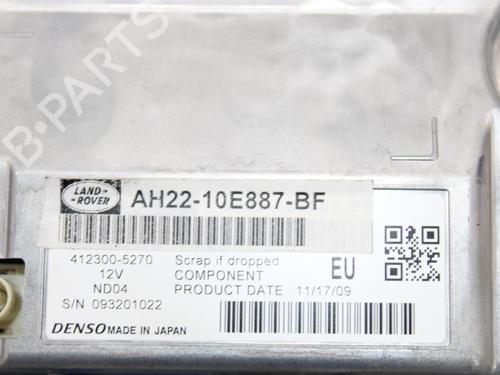 B-PARTS
LAND-
-ROVER
AH22-10E887-BF
412300-5270 Scrap if dropped
12V COMPONENT EU
ND04 PRODUCT DATE 11/17/09
S/N 093201022
DENSO MADE IN JAPAN